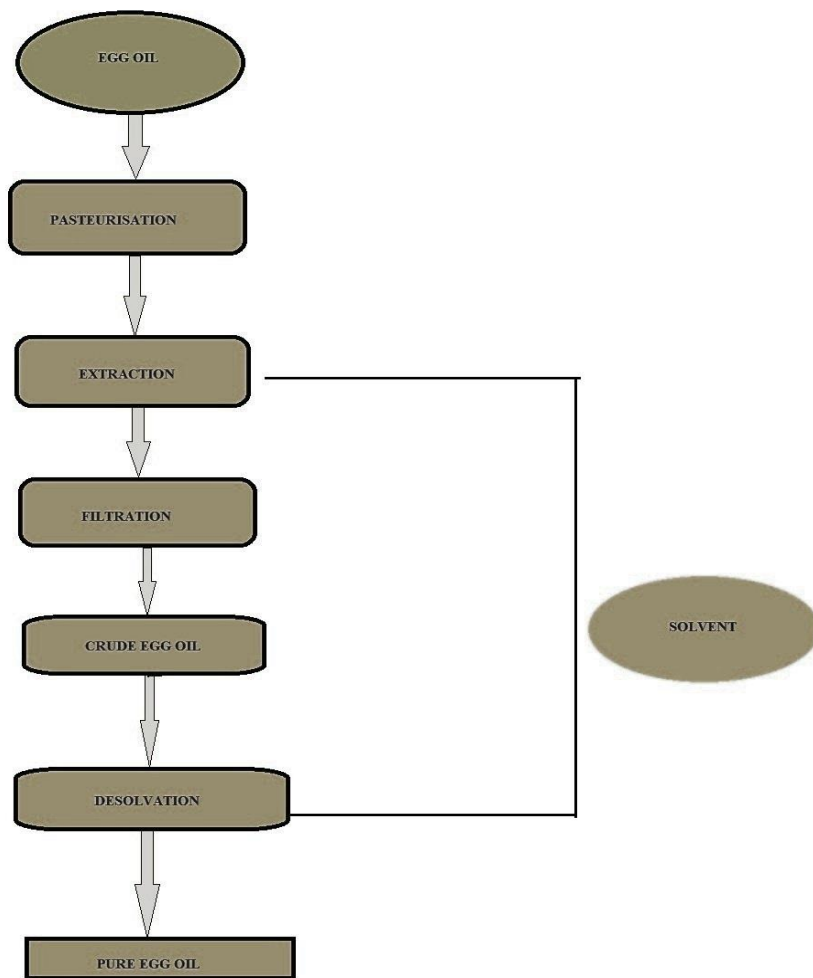 EGG OIL
PASTEURISATION
EXTRACTION
FILTRATION
CRUDE EGG OIL
SOLVENT
DESOLVATION
PURE EGG OIL